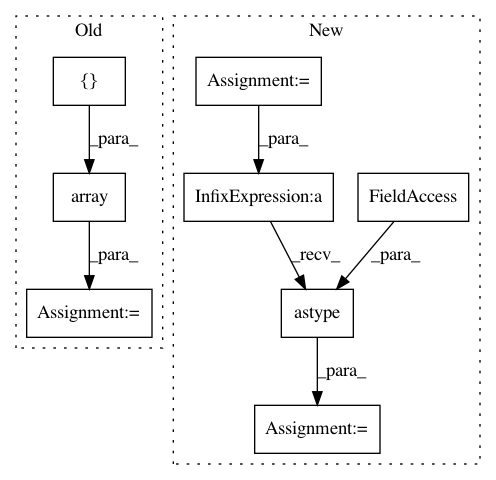 Old
New
{}
Assignment:=
_para_
_para_
array
InfixExpression:a
FieldAccess
_para_
_recv_
_para_
Assignment:=
astype
_para_
Assignment:=